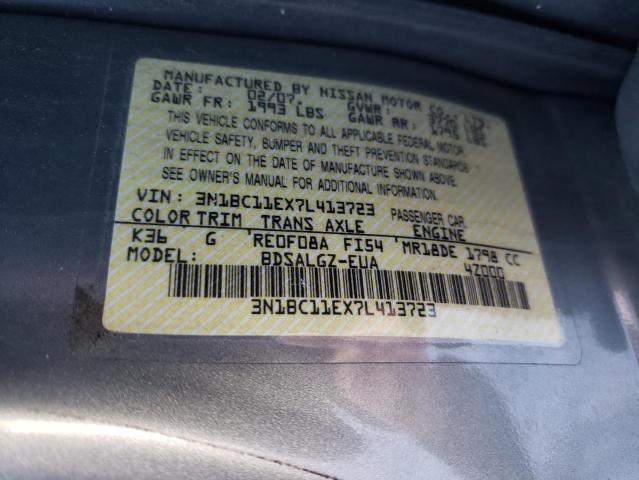 MANUFACTURED BY NISSAN MOTOR CO., LTD.
DATE: 02/07. GVWR:
GAWR FR: 1993 LBS GAWR RR: LBS
THIS VEHICLE CONFORMS TO ALL APPLICABLE FEDERAL MOTOR
VEHICLE SAFETY, BUMPER AND THEFT PREVENTION STANDARDS
IN EFFECT ON THE DATE OF MANUFACTURE SHOWN ABOVE.
SEE OWNER'S MANUAL FOR ADDITIONAL INFORMATION.
VIN: 3N1BC11EX7L413723 PASSENGER CAR
COLOR TRIM TRANS AXLE ENGINE
K36 G 'RE0F08A FI54 'MR18DE 1798 CC
MODEL: BDSALGZ-EUA 4Z000
3N1BC11EX7L413723